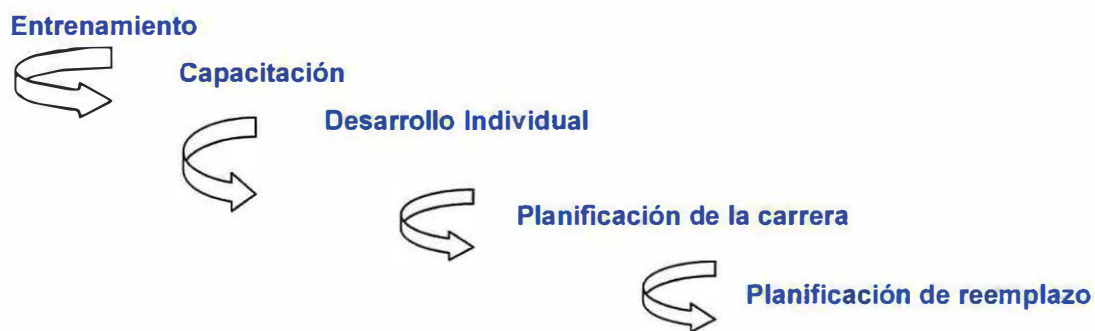 Entrenamiento
Capacitación
Desarrollo Individual
Planificación de la carrera
Planificación de reemplazo